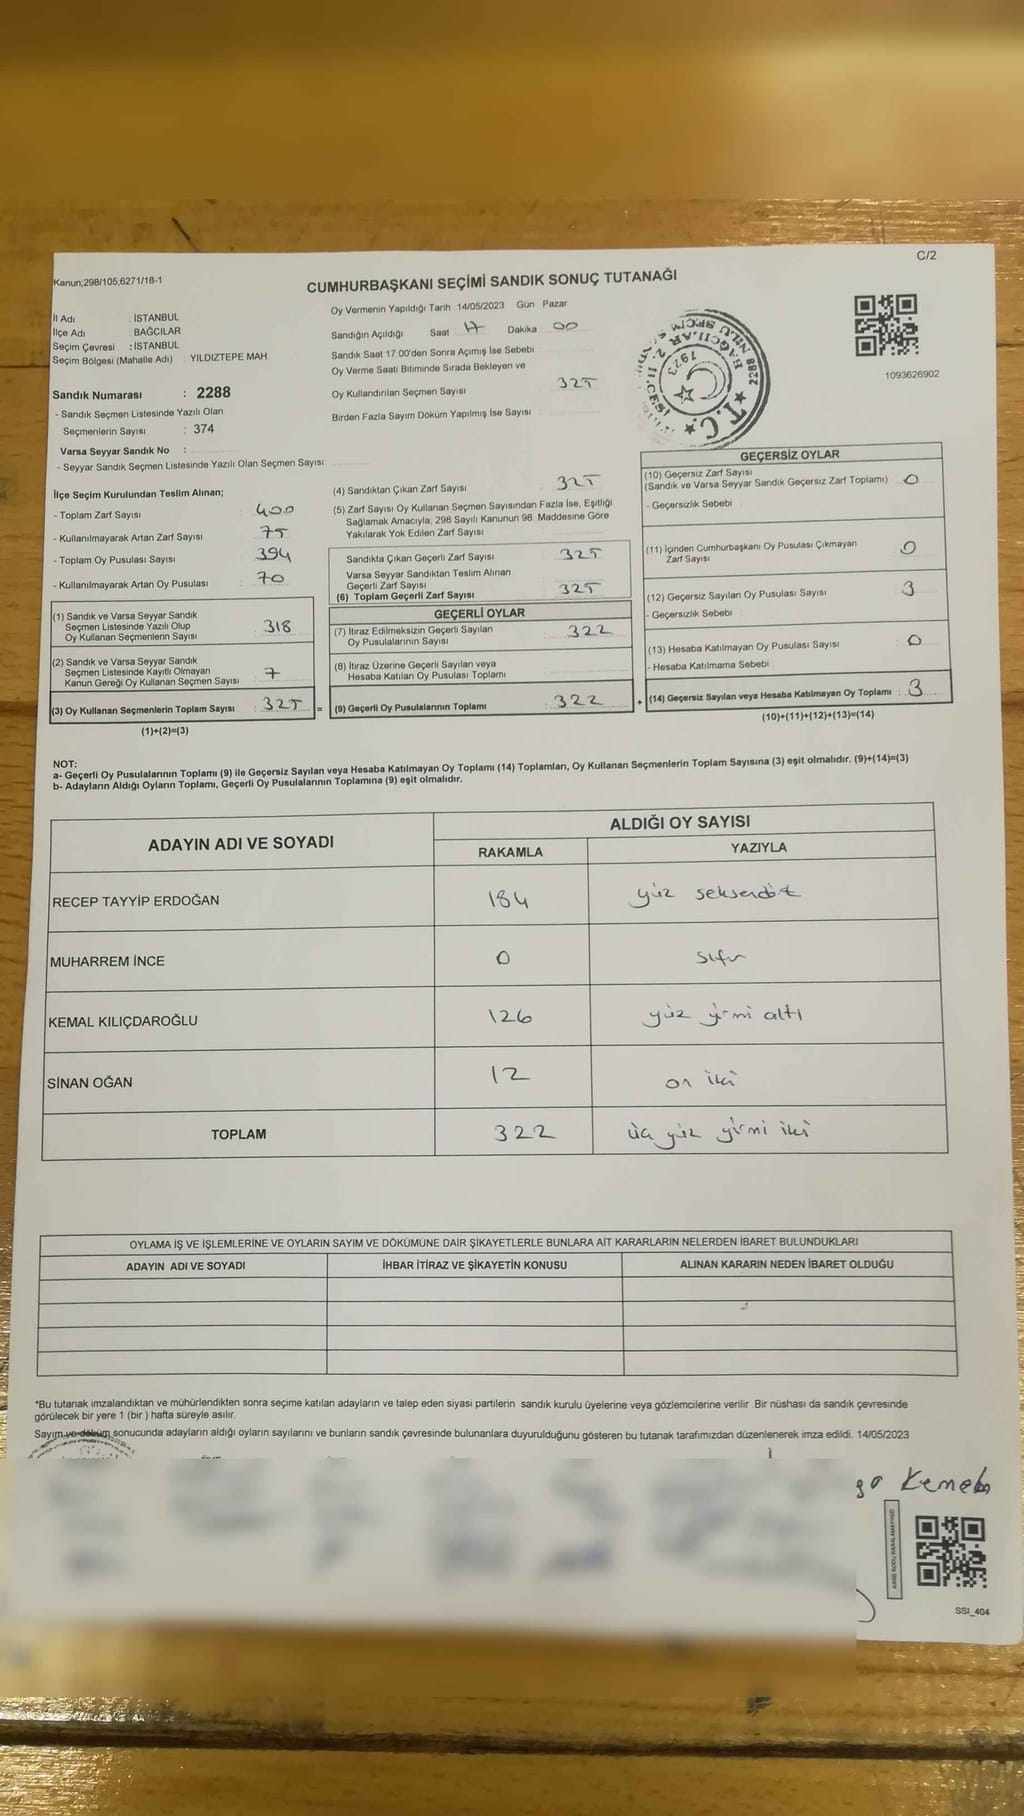 C/2
Kanun;298/105;6271/18-1
CUMHURBAŞKANI SEÇİMİ SANDIK SONUÇ TUTANAĞI
İl Adı : İSTANBUL
İlçe Adı : BAĞCILAR
Seçim Çevresi : İSTANBUL
Seçim Bölgesi (Mahalle Adı) : YILDIZTEPE MAH
Sandık Numarası : 2288
- Sandık Seçmen Listesinde Yazılı Olan
Seçmenlerin Sayısı : 374
Varsa Seyyar Sandık No :
- Seyyar Sandık Seçmen Listesinde Yazılı Olan Seçmen Sayısı:
Oy Vermenin Yapıldığı Tarih 14/05/2023 Gün Pazar
Sandığın Açıldığı Saat 17 Dakika 00
Sandık Saat 17 00'den Sonra Açımış İse Sebebi
Oy Verme Saati Bitiminde Sırada Bekleyen ve
Oy Kullandırılan Seçmen Sayısı : 325
Birden Fazla Sayım Döküm Yapılmış İse Sayısı :
1093626902
2288 NOLU SEÇİM
BAĞCILAR 2. İLÇESİ
1923
T.C.
İlçe Seçim Kurulundan Teslim Alınan;
- Toplam Zarf Sayısı : 400
- Kullanılmayarak Artan Zarf Sayısı : 75
- Toplam Oy Pusulası Sayısı : 394
- Kullanılmayarak Artan Oy Pusulası : 70
(1) Sandık ve Varsa Seyyar Sandık
Seçmen Listesinde Yazılı Olup
Oy Kullanan Seçmenlerin Sayısı : 318
(2) Sandık ve Varsa Seyyar Sandık
Seçmen Listesinde Kayıtlı Olmayan
Kanun Gereği Oy Kullanan Seçmen Sayısı : 7
(3) Oy Kullanan Seçmenlerin Toplam Sayısı : 325 =
(1)+(2)=(3)
(4) Sandıktan Çıkan Zarf Sayısı : 325
(5) Zarf Sayısı Oy Kullanan Seçmen Sayısından Fazla İse, Eşitliği
Sağlamak Amacıyla; 298 Sayılı Kanunun 98. Maddesine Göre
Yakılarak Yok Edilen Zarf Sayısı :
Sandıkta Çıkan Geçerli Zarf Sayısı : 325
Varsa Seyyar Sandıktan Teslim Alınan
Geçerli Zarf Sayısı
(6) Toplam Geçerli Zarf Sayısı : 325
GEÇERLİ OYLAR
(7) İtiraz Edilmeksizin Geçerli Sayılan
Oy Pusulalarının Sayısı : 322
(8) İtiraz Üzerine Geçerli Sayılan veya
Hesaba Katılan Oy Pusulası Toplamı
(9) Geçerli Oy Pusulalarının Toplamı : 322 +
GEÇERSİZ OYLAR
(10) Geçersiz Zarf Sayısı
(Sandık ve Varsa Seyyar Sandık Geçersiz Zarf Toplamı) : 0
- Geçersizlik Sebebi :
(11) İçinden Cumhurbaşkanı Oy Pusulası Çıkmayan
Zarf Sayısı : 0
(12) Geçersiz Sayılan Oy Pusulası Sayısı : 3
- Geçersizlik Sebebi :
(13) Hesaba Katılmayan Oy Pusulası Sayısı : 0
- Hesaba Katılmama Sebebi :
(14) Geçersiz Sayılan veya Hesaba Katılmayan Oy Toplamı : 3
(10)+(11)+(12)+(13)=(14)
NOT:
a- Geçerli Oy Pusulalarının Toplamı (9) ile Geçersiz Sayılan veya Hesaba Katılmayan Oy Toplamı (14) Toplamları, Oy Kullanan Seçmenlerin Toplam Sayısına (3) eşit olmalıdır. (9)+(14)=(3)
b- Adayların Aldığı Oyların Toplamı, Geçerli Oy Pusulalarının Toplamına (9) eşit olmalıdır.
ADAYIN ADI VE SOYADI ALDIĞI OY SAYISI
RAKAMLA YAZIYLA
RECEP TAYYİP ERDOĞAN 184 yüz seksendört
MUHARREM İNCE 0 sıfır
KEMAL KILIÇDAROĞLU 126 yüz yirmi altı
SİNAN OĞAN 12 on iki
TOPLAM 322 üç yüz yirmi iki
OYLAMA İŞ VE İŞLEMLERİNE VE OYLARIN SAYIM VE DÖKÜMÜNE DAİR ŞİKAYETLERLE BUNLARA AİT KARARLARIN NELERDEN İBARET BULUNDUKLARI
ADAYIN ADI VE SOYADI İHBAR İTİRAZ VE ŞİKAYETİN KONUSU ALINAN KARARIN NEDEN İBARET OLDUĞU
*Bu tutanak imzalandıktan ve mühürlendikten sonra seçime katılan adayların ve talep eden siyasi partilerin sandık kurulu üyelerine veya gözlemcilerine verilir Bir nüshası da sandık çevresinde
görülecek bir yere 1 (bir ) hafta süreyle asılır.
Sayım ve döküm sonucunda adayların aldığı oyların sayılarını ve bunların sandık çevresinde bulunanlara duyurulduğunu gösteren bu tutanak tarafımızdan düzenlenerek imza edildi. 14/05/2023
KARE KODU KARALAMAYINIZ
SSI_404